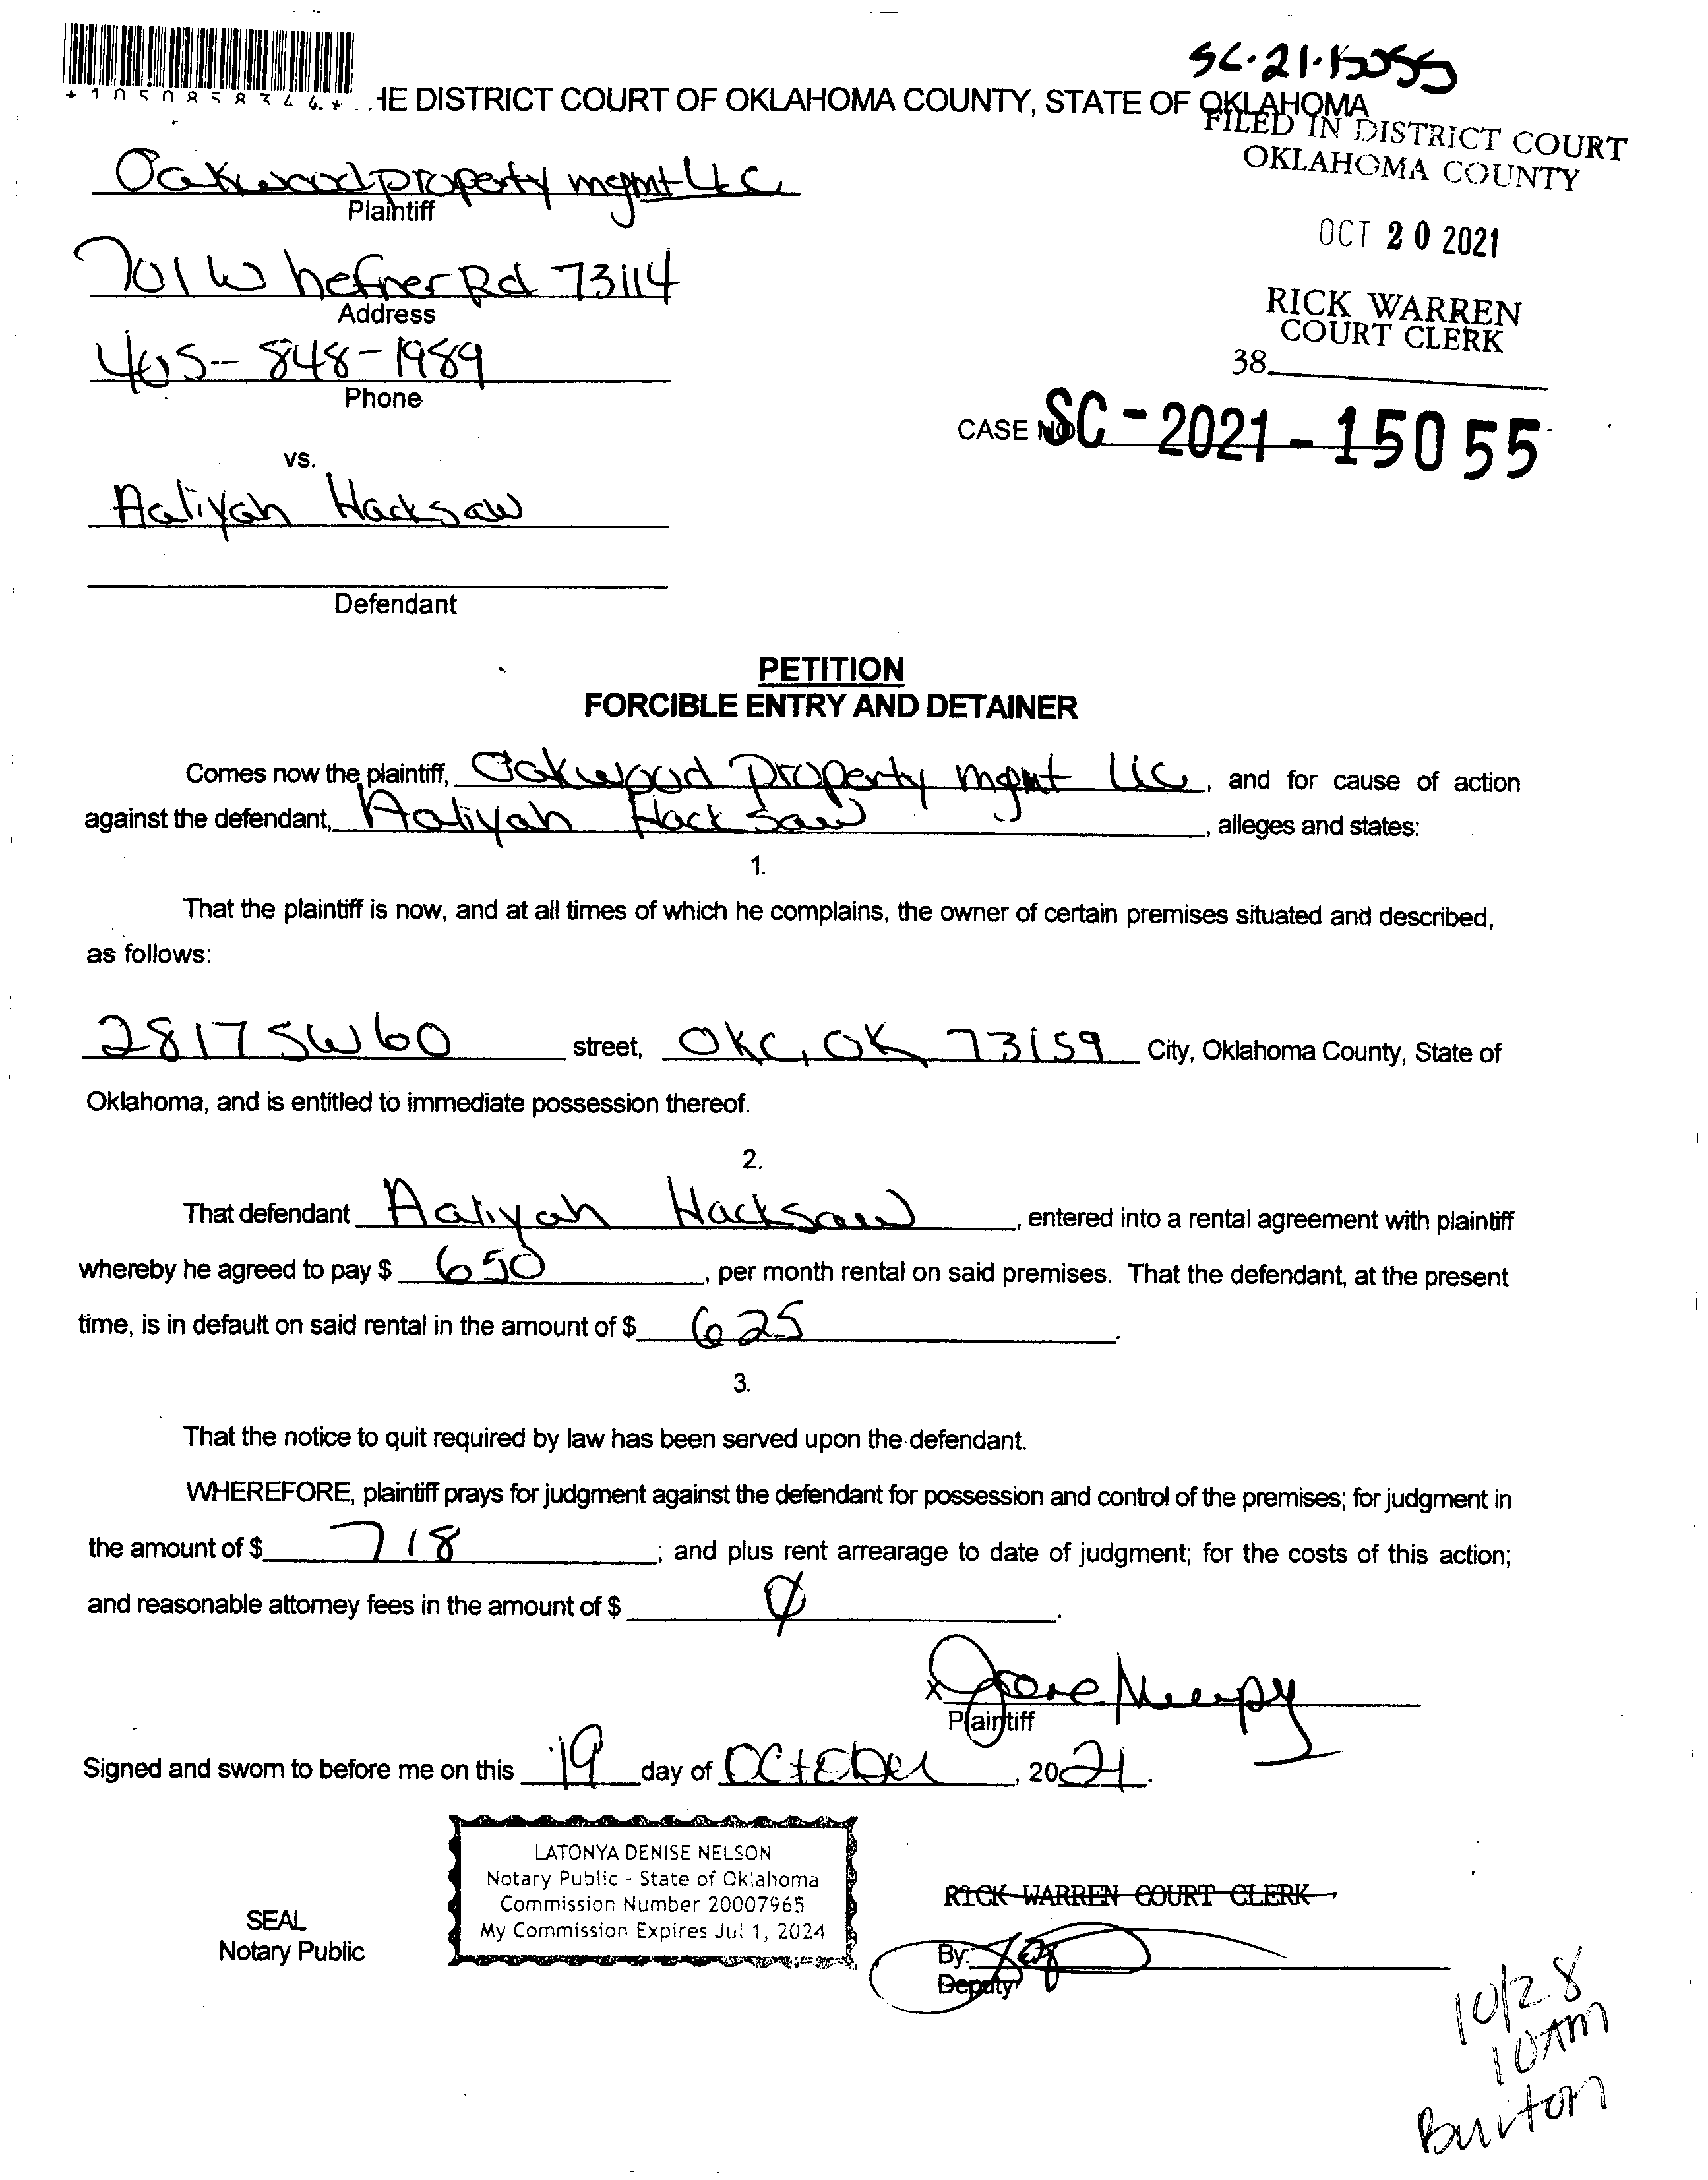 SC-21-15055
*1050858344* HE DISTRICT COURT OF OKLAHOMA COUNTY, STATE OF OKLAHOMA
FILED IN DISTRICT COURT
OKLAHOMA COUNTY
Oakwood property mgmt LLC
Plaintiff
OCT 20 2021
701 W hefner Rd 73114
Address
RICK WARREN
COURT CLERK
405-848-1989
Phone
38
CASE NO SC-2021-15055
vs.
Aaliyah Hacksaw
Defendant
PETITION
FORCIBLE ENTRY AND DETAINER
Comes now the plaintiff, Oakwood Property mgmt LLC, and for cause of action
against the defendant, Aaliyah Hacksaw, alleges and states:
1.
That the plaintiff is now, and at all times of which he complains, the owner of certain premises situated and described,
as follows:
2817 SW 60 street, OKC, OK 73159 City, Oklahoma County, State of
Oklahoma, and is entitled to immediate possession thereof.
2.
That defendant Aaliyah Hacksaw, entered into a rental agreement with plaintiff
whereby he agreed to pay $ 650, per month rental on said premises. That the defendant, at the present
time, is in default on said rental in the amount of $ 625.
3.
That the notice to quit required by law has been served upon the defendant.
WHEREFORE, plaintiff prays for judgment against the defendant for possession and control of the premises; for judgment in
the amount of $ 718; and plus rent arrearage to date of judgment; for the costs of this action;
and reasonable attorney fees in the amount of $ ∅.
x
Plaintiff
Signed and sworn to before me on this 19 day of October, 2021.
LATONYA DENISE NELSON
Notary Public - State of Oklahoma
Commission Number 20007965
My Commission Expires Jul 1, 2024
SEAL
Notary Public
RICK WARREN COURT CLERK
By:
Deputy
10/28
10AM
Burton